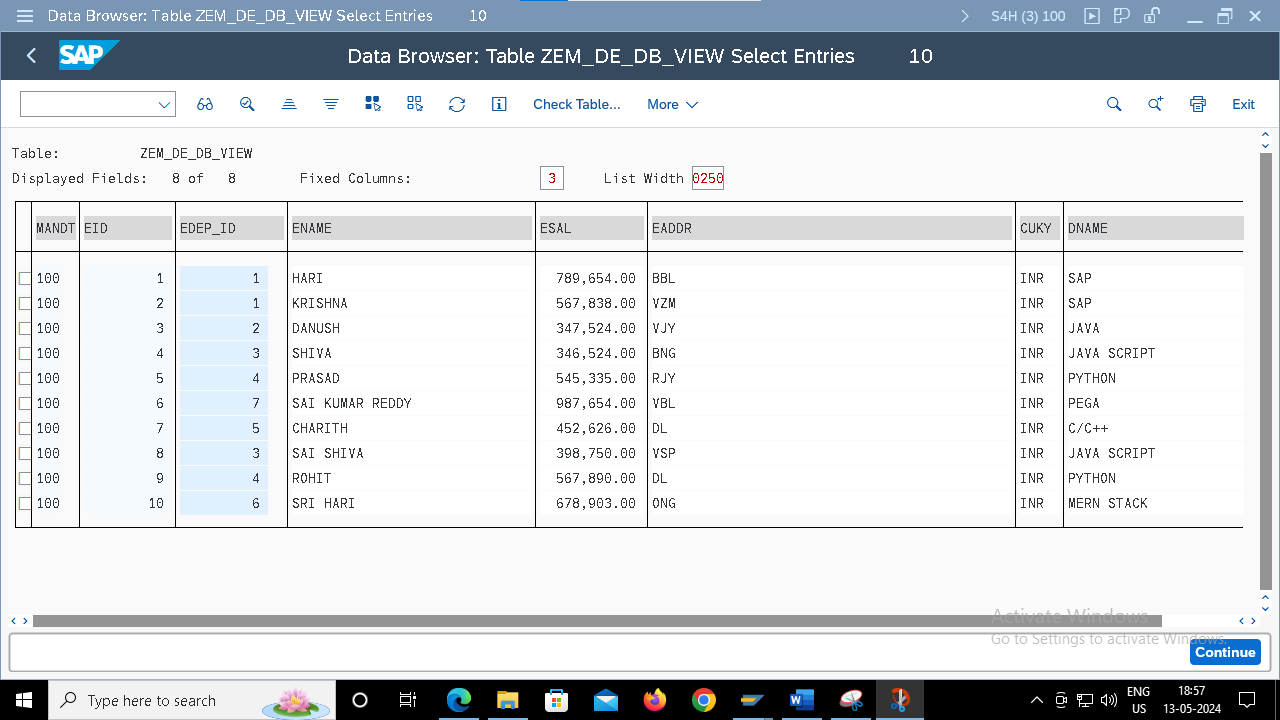 Data Browser: Table ZEM_DE_DB_VIEW Select Entries 10
S4H (3) 100
SAP
Data Browser: Table ZEM_DE_DB_VIEW Select Entries 10
Check Table... More Exit
Table: ZEM_DE_DB_VIEW
Displayed Fields: 8 of 8 Fixed Columns: 3 List Width 0250
MANDT EID EDEP_ID ENAME ESAL EADDR CUKY DNAME
100 1 1 HARI 789,654.00 BBL INR SAP
100 2 1 KRISHNA 567,838.00 VZM INR SAP
100 3 2 DANUSH 347,524.00 VJY INR JAVA
100 4 3 SHIVA 346,524.00 BNG INR JAVA SCRIPT
100 5 4 PRASAD 545,335.00 RJY INR PYTHON
100 6 7 SAI KUMAR REDDY 987,654.00 VBL INR PEGA
100 7 5 CHARITH 452,626.00 DL INR C/C++
100 8 3 SAI SHIVA 398,750.00 VSP INR JAVA SCRIPT
100 9 4 ROHIT 567,890.00 DL INR PYTHON
100 10 6 SRI HARI 678,903.00 ONG INR MERN STACK
Activate Windows
Go to Settings to activate Windows.
Continue
Type here to search
ENG 18:57
US 13-05-2024